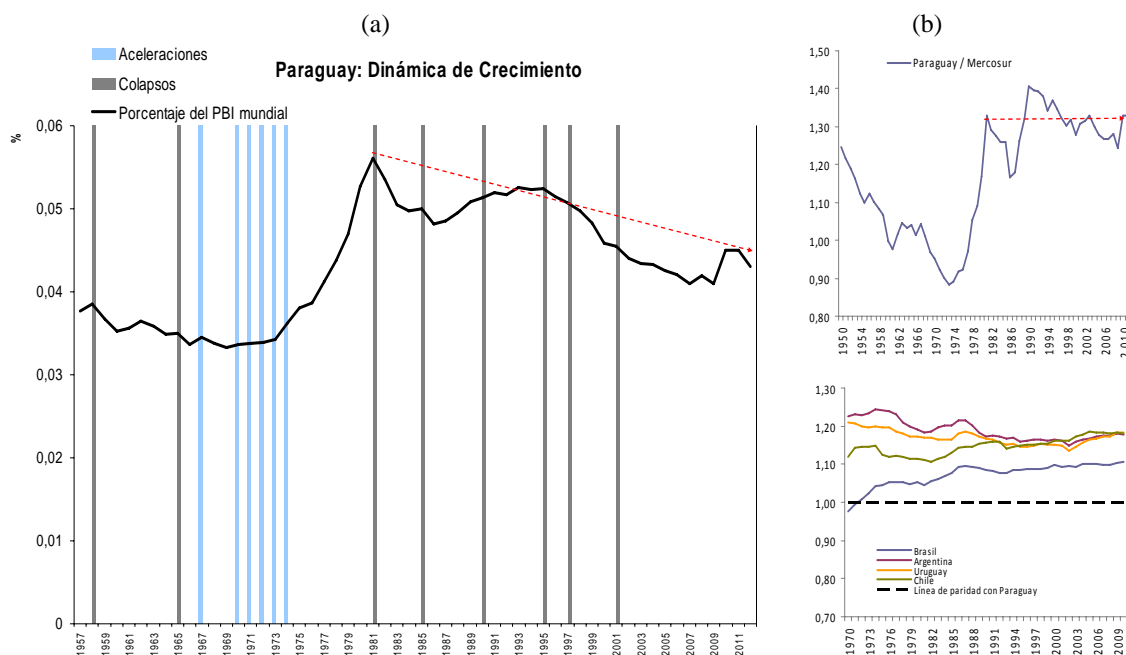 (a)
Aceleraciones
Colapsos
Porcentaje del PBI mundial
Paraguay: Dinámica de Crecimiento
%
0,06
0,05
0,04
0,03
0,02
0,01
0
1957 1959 1961 1963 1965 1967 1969 1971 1973 1975 1977 1979 1981 1983 1985 1987 1989 1991 1993 1995 1997 1999 2001 2003 2005 2007 2009 2011
(b)
Paraguay / Mercosur
1,50
1,40
1,30
1,20
1,10
1,00
0,90
0,80
1950 1954 1958 1962 1966 1970 1974 1978 1982 1986 1990 1994 1998 2002 2006 2010
1,30
1,20
1,10
1,00
0,90
0,80
0,70
Brasil
Argentina
Uruguay
Chile
Línea de paridad con Paraguay
1970 1973 1976 1979 1982 1985 1988 1991 1994 1997 2000 2003 2006 2009